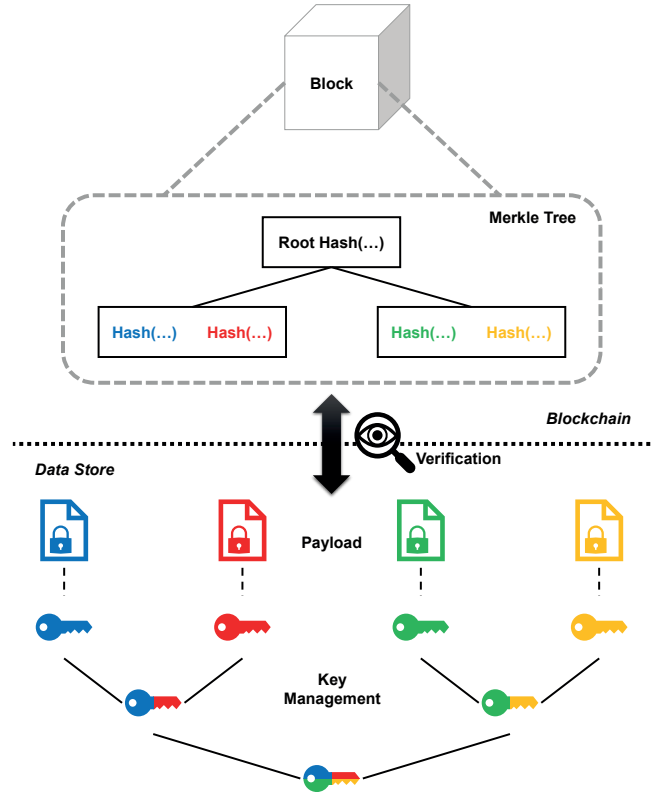 Block
Merkle Tree
Root Hash(…)
Hash(…) Hash(…) Hash(…) Hash(…)
Blockchain
Verification
Data Store
Payload
Key
Management